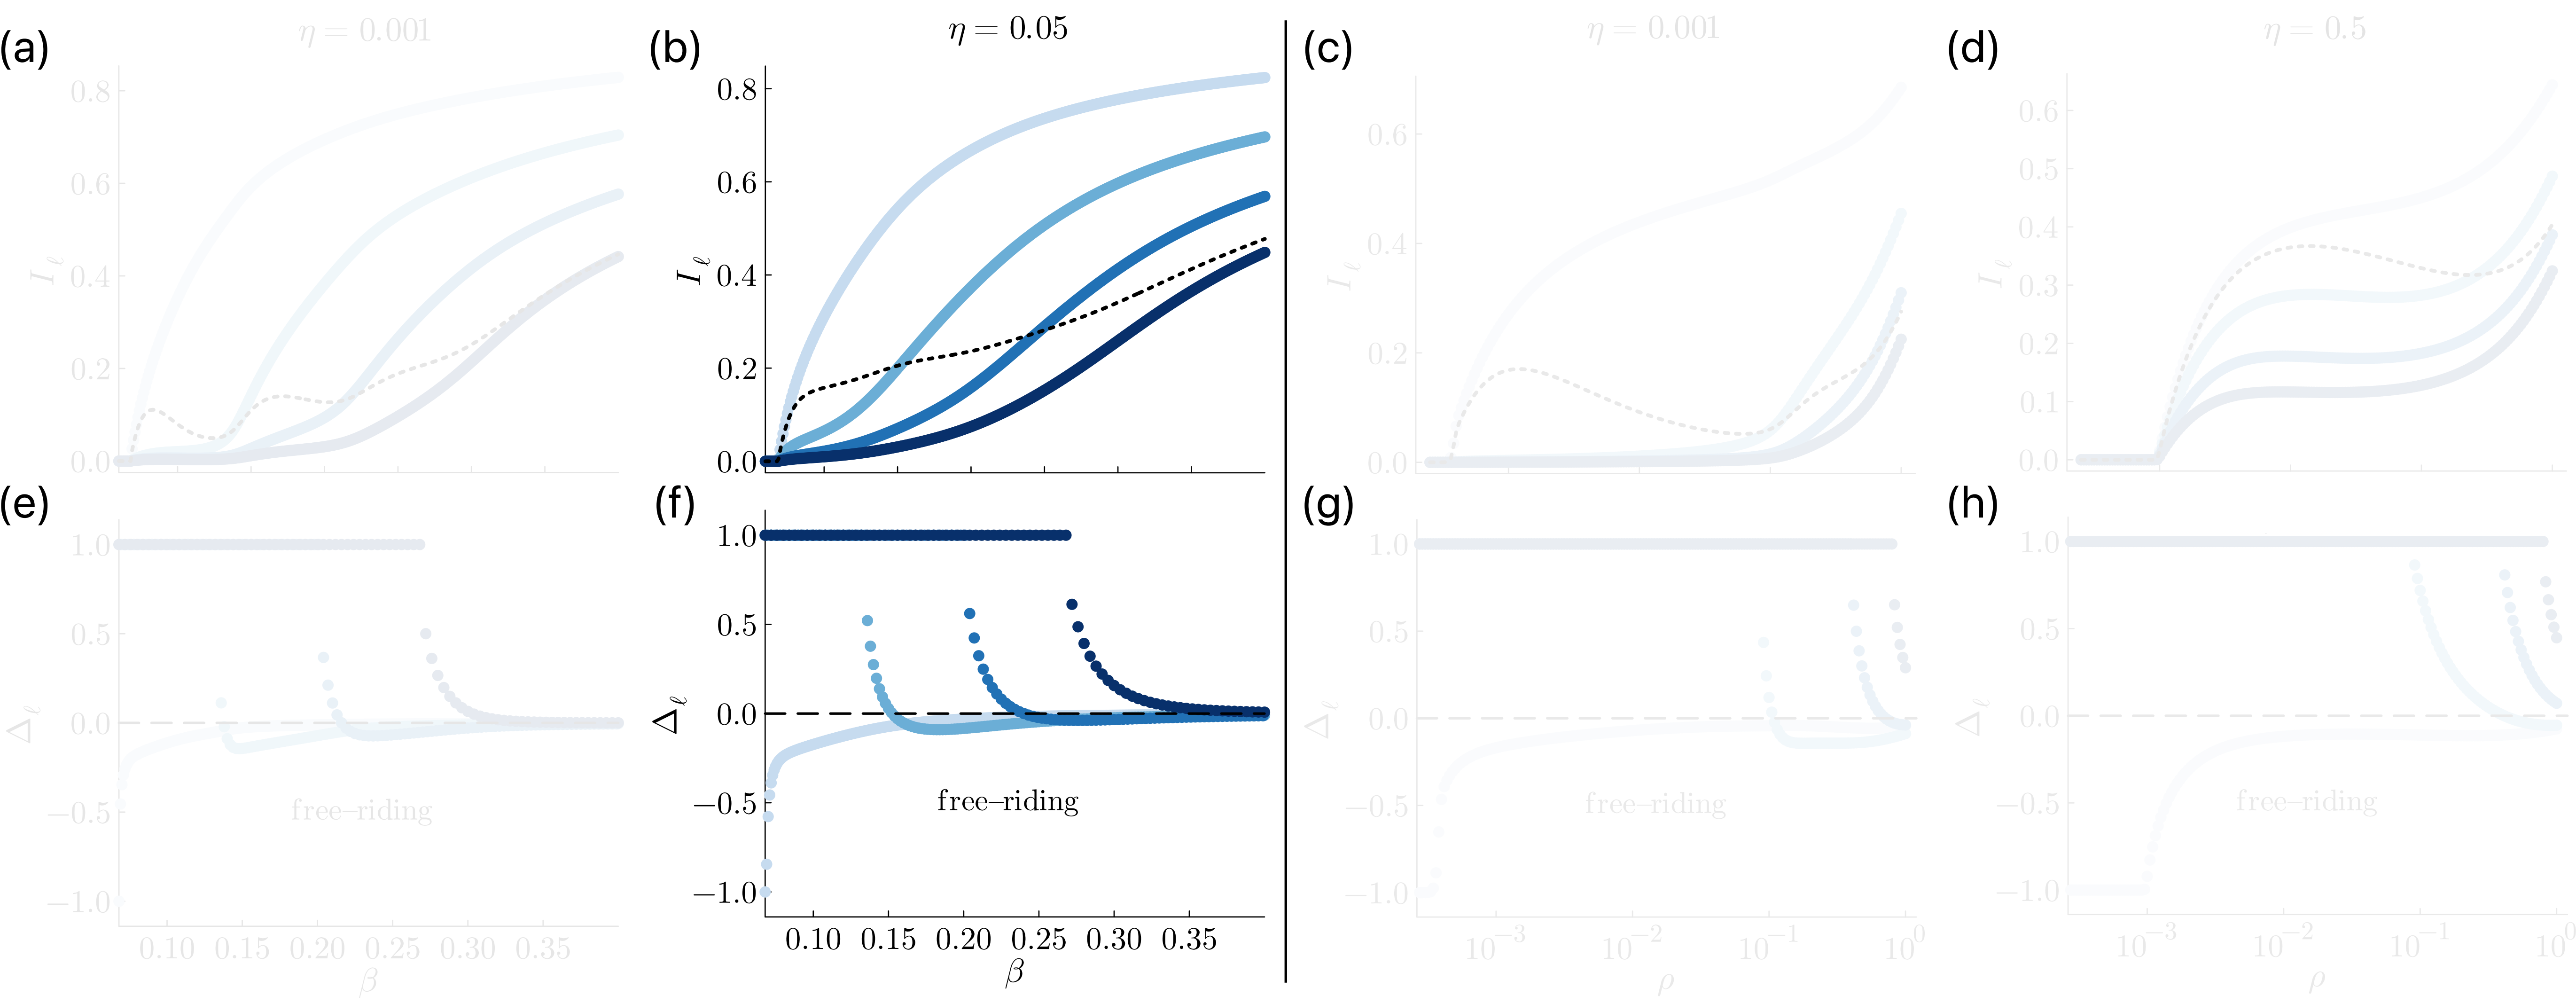 (a)
η = 0.001
(b)
η = 0.05
(c)
η = 0.001
(d)
η = 0.5
I_ℓ
0.8
0.6
0.4
0.2
0.0
I_ℓ
0.8
0.6
0.4
0.2
0.0
I_ℓ
0.6
0.4
0.2
0.0
I_ℓ
0.6
0.5
0.4
0.3
0.2
0.1
0.0
(e)
Δ_ℓ
1.0
0.5
0.0
−0.5
−1.0
free–riding
0.10 0.15 0.20 0.25 0.30 0.35
β
(f)
Δ_ℓ
1.0
0.5
0.0
−0.5
−1.0
free–riding
0.10 0.15 0.20 0.25 0.30 0.35
β
(g)
Δ_ℓ
1.0
0.5
0.0
−0.5
−1.0
free–riding
10⁻³ 10⁻² 10⁻¹ 10⁰
ρ
(h)
Δ_ℓ
1.0
0.5
0.0
−0.5
−1.0
free–riding
10⁻³ 10⁻² 10⁻¹ 10⁰
ρ